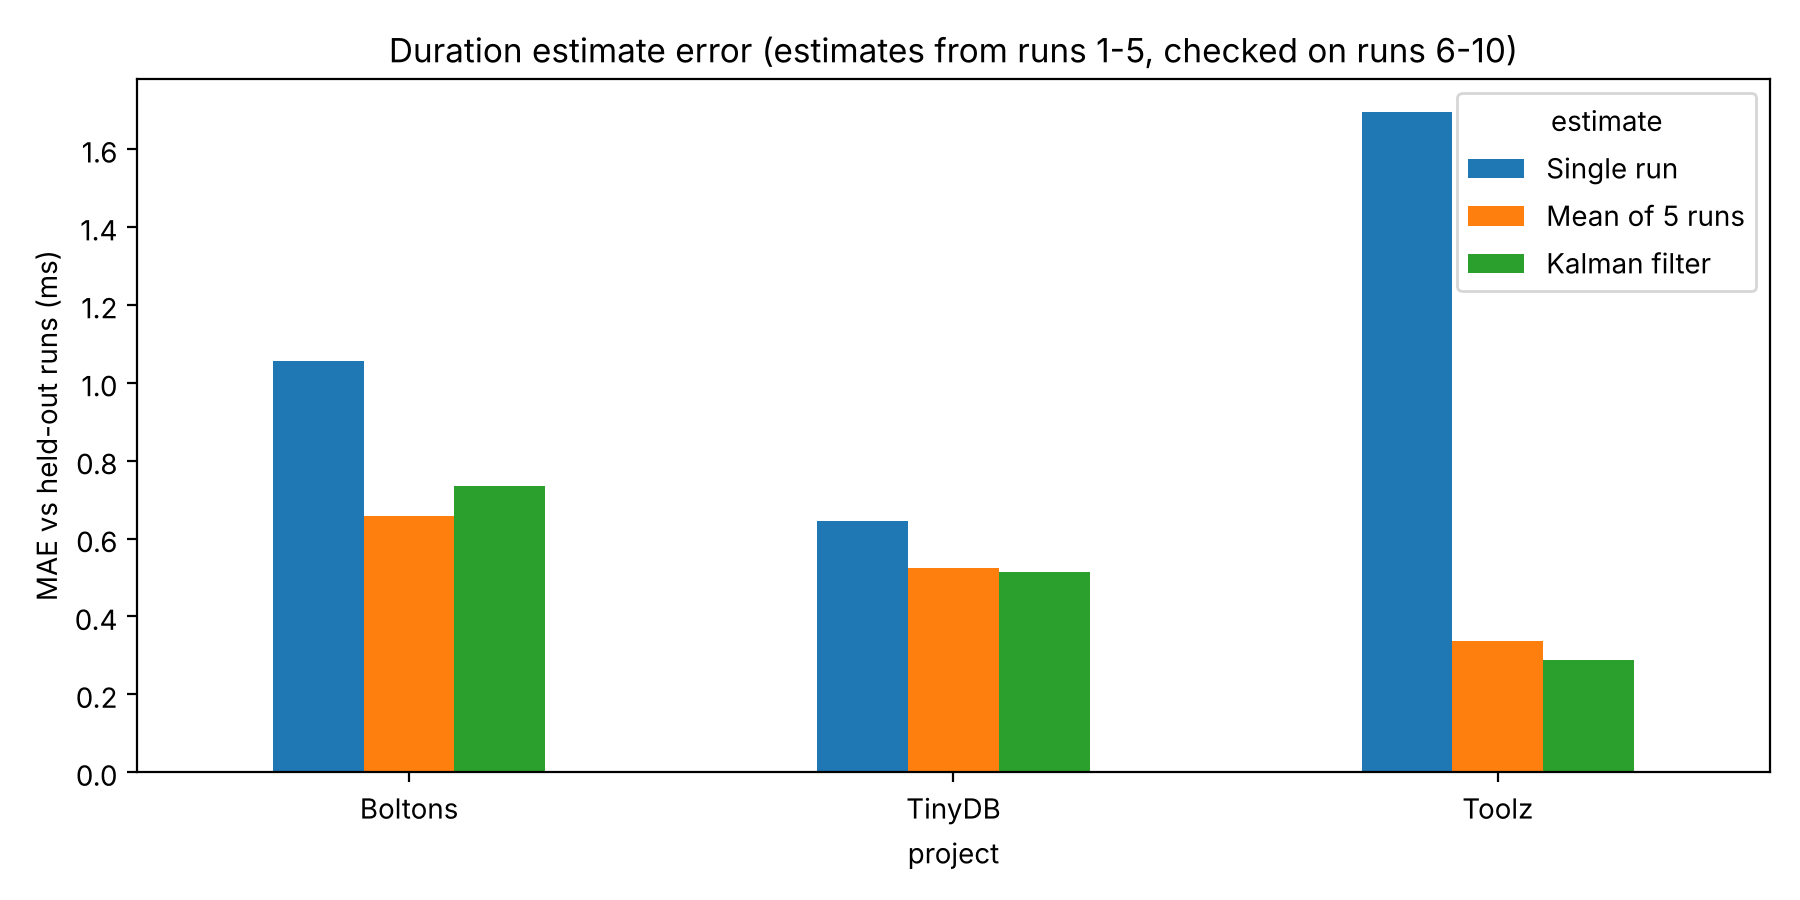 Duration estimate error (estimates from runs 1-5, checked on runs 6-10)
MAE vs held-out runs (ms)
1.6
1.4
1.2
1.0
0.8
0.6
0.4
0.2
0.0
estimate
Single run
Mean of 5 runs
Kalman filter
Boltons
TinyDB
Toolz
project